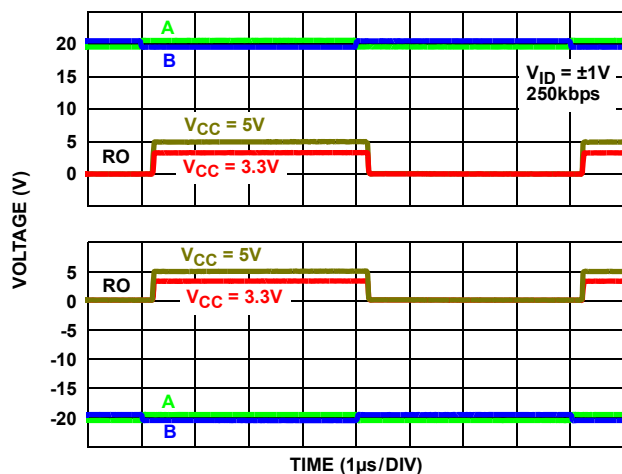 A
20
B
V_ID = ±1V
15
250kbps
10
V_CC = 5V
5
RO
V_CC = 3.3V
0
VOLTAGE (V)
V_CC = 5V
5
RO
V_CC = 3.3V
0
-5
-10
-15
A
-20
B
TIME (1µs/DIV)